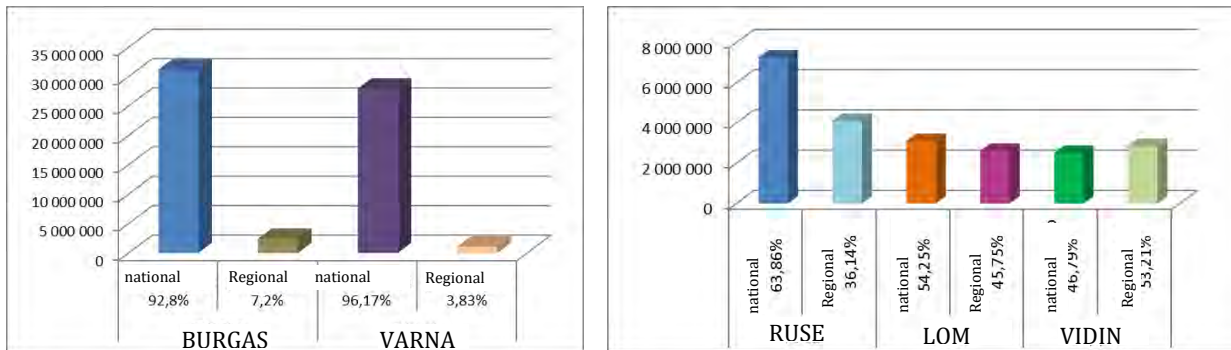 35 000 000
30 000 000
25 000 000
20 000 000
15 000 000
10 000 000
5 000 000
0
national Regional national Regional
92,8% 7,2% 96,17% 3,83%
BURGAS VARNA
8 000 000
6 000 000
4 000 000
2 000 000
0
national
63,86%
Regional
36,14%
national
54,25%
Regional
45,75%
national
46,79%
Regional
53,21%
RUSE LOM VIDIN